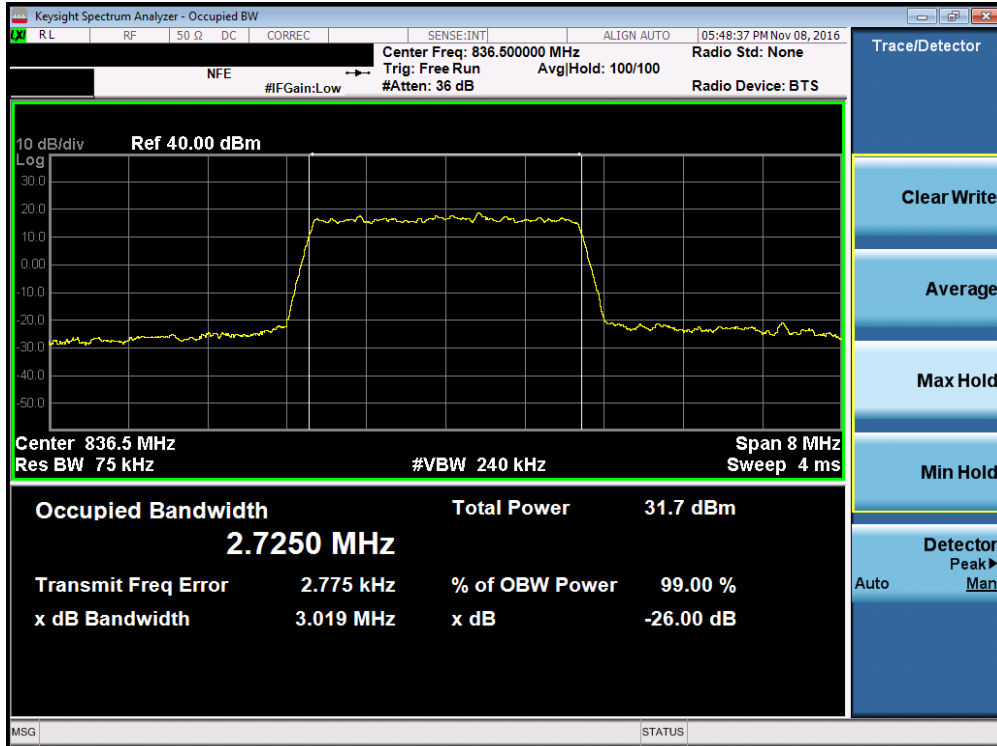 Keysight Spectrum Analyzer - Occupied BW
LXI RL RF 50 Ω DC CORREC SENSE:INT ALIGN AUTO 05:48:37 PM Nov 08, 2016
Center Freq: 836.500000 MHz Radio Std: None
NFE Trig: Free Run Avg|Hold: 100/100
#IFGain:Low #Atten: 36 dB Radio Device: BTS
10 dB/div Ref 40.00 dBm
Log
30.0
20.0
10.0
0.00
-10.0
-20.0
-30.0
-40.0
-50.0
Center 836.5 MHz Span 8 MHz
Res BW 75 kHz #VBW 240 kHz Sweep 4 ms
Occupied Bandwidth Total Power 31.7 dBm
2.7250 MHz
Transmit Freq Error 2.775 kHz % of OBW Power 99.00 %
x dB Bandwidth 3.019 MHz x dB -26.00 dB
MSG STATUS
Trace/Detector
Clear Write
Average
Max Hold
Min Hold
Detector
Peak▶
Auto Man